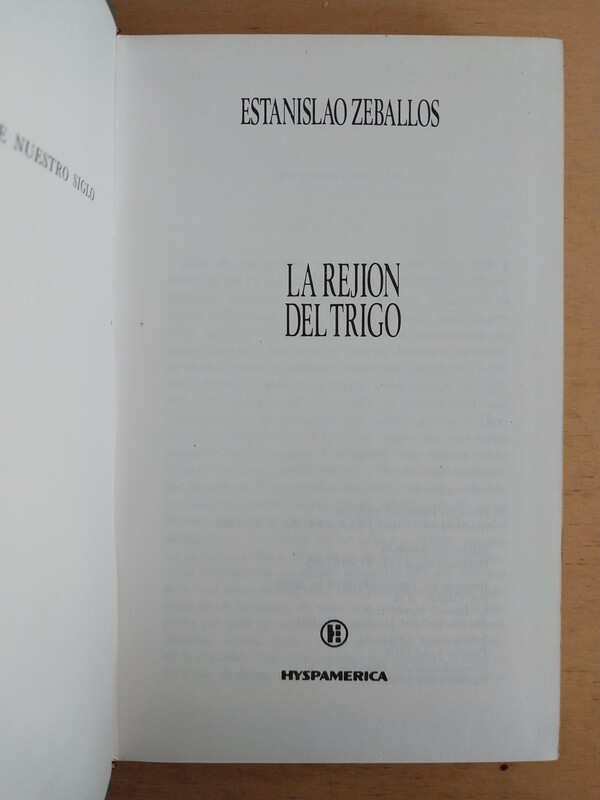 E NUESTRO SIGLO
ESTANISLAO ZEBALLOS
LA REJION
DEL TRIGO
HYSPAMERICA